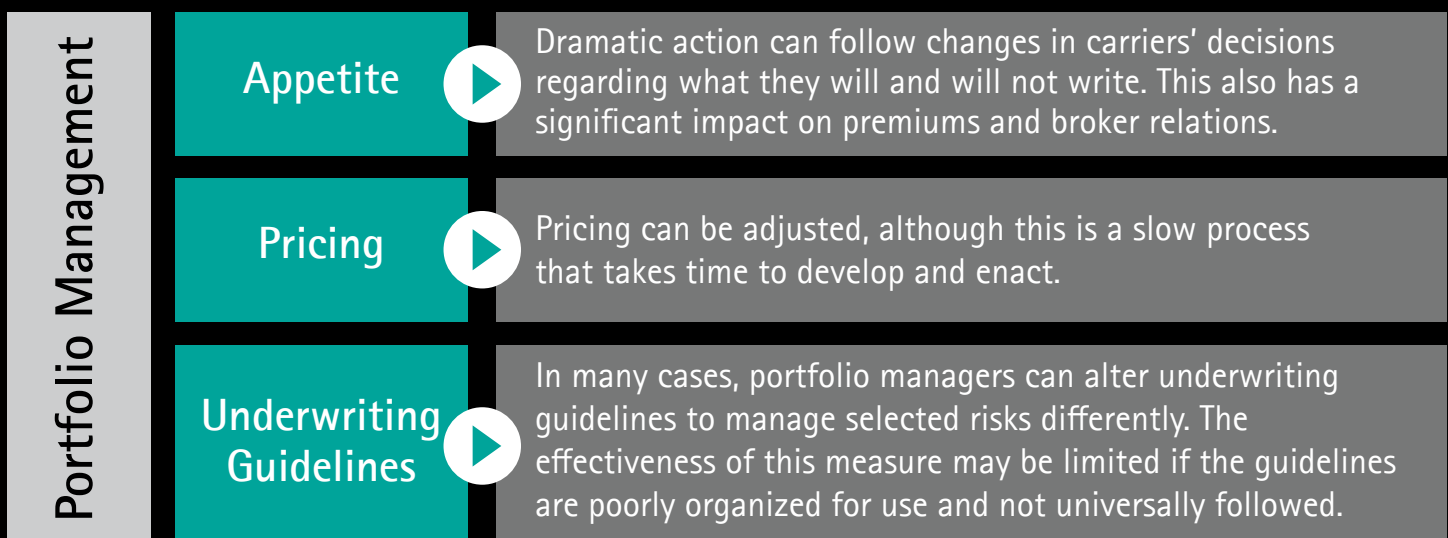 Portfolio Management
Appetite
Dramatic action can follow changes in carriers’ decisions
regarding what they will and will not write. This also has a
significant impact on premiums and broker relations.
Pricing
Pricing can be adjusted, although this is a slow process
that takes time to develop and enact.
Underwriting
Guidelines
In many cases, portfolio managers can alter underwriting
guidelines to manage selected risks differently. The
effectiveness of this measure may be limited if the guidelines
are poorly organized for use and not universally followed.